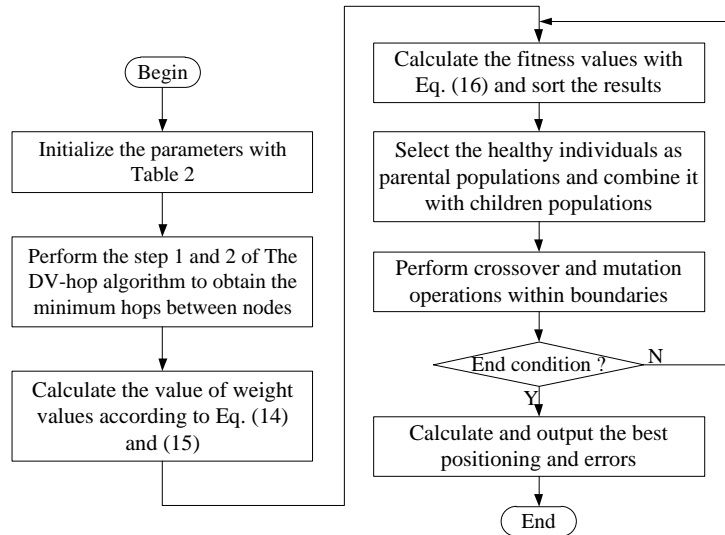 Begin
Initialize the parameters with
Table 2
Perform the step 1 and 2 of The
DV-hop algorithm to obtain the
minimum hops between nodes
Calculate the value of weight
values according to Eq. (14)
and (15)
Calculate the fitness values with
Eq. (16) and sort the results
Select the healthy individuals as
parental populations and combine it
with children populations
Perform crossover and mutation
operations within boundaries
End condition ?
N
Y
Calculate and output the best
positioning and errors
End